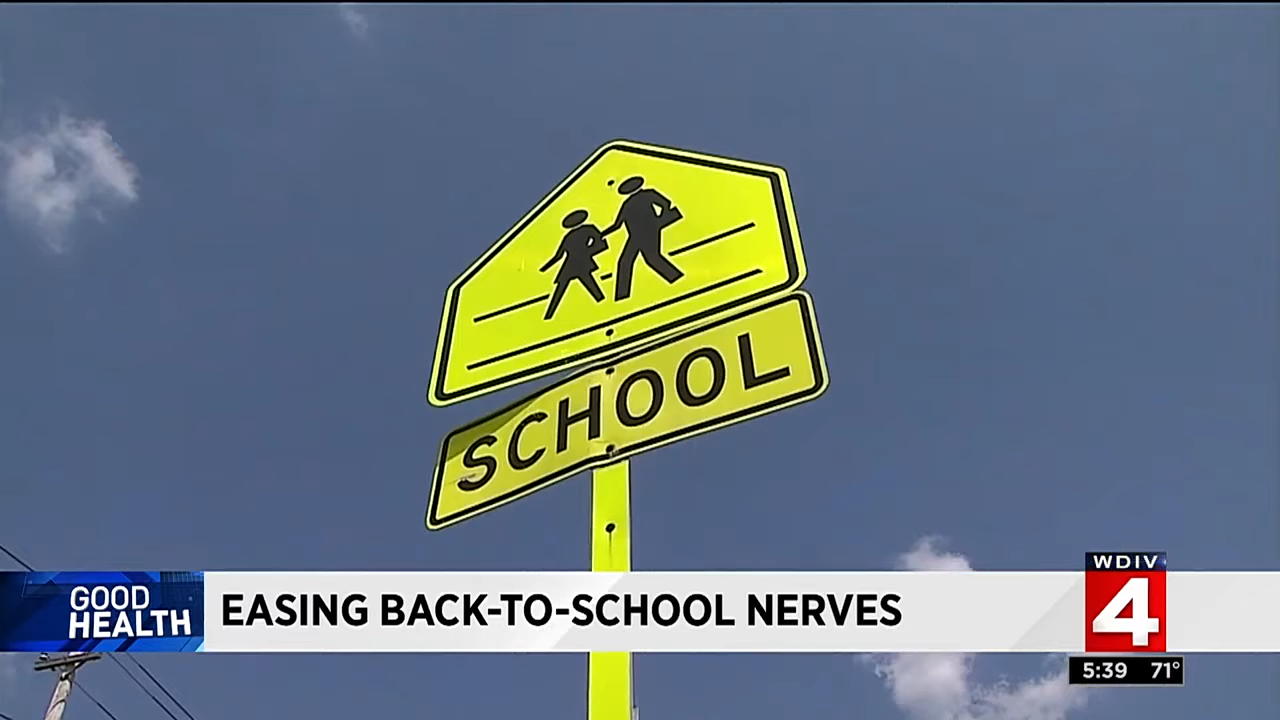 SCHOOL
GOOD
HEALTH
EASING BACK-TO-SCHOOL NERVES
WDIV
4
5:39 71°